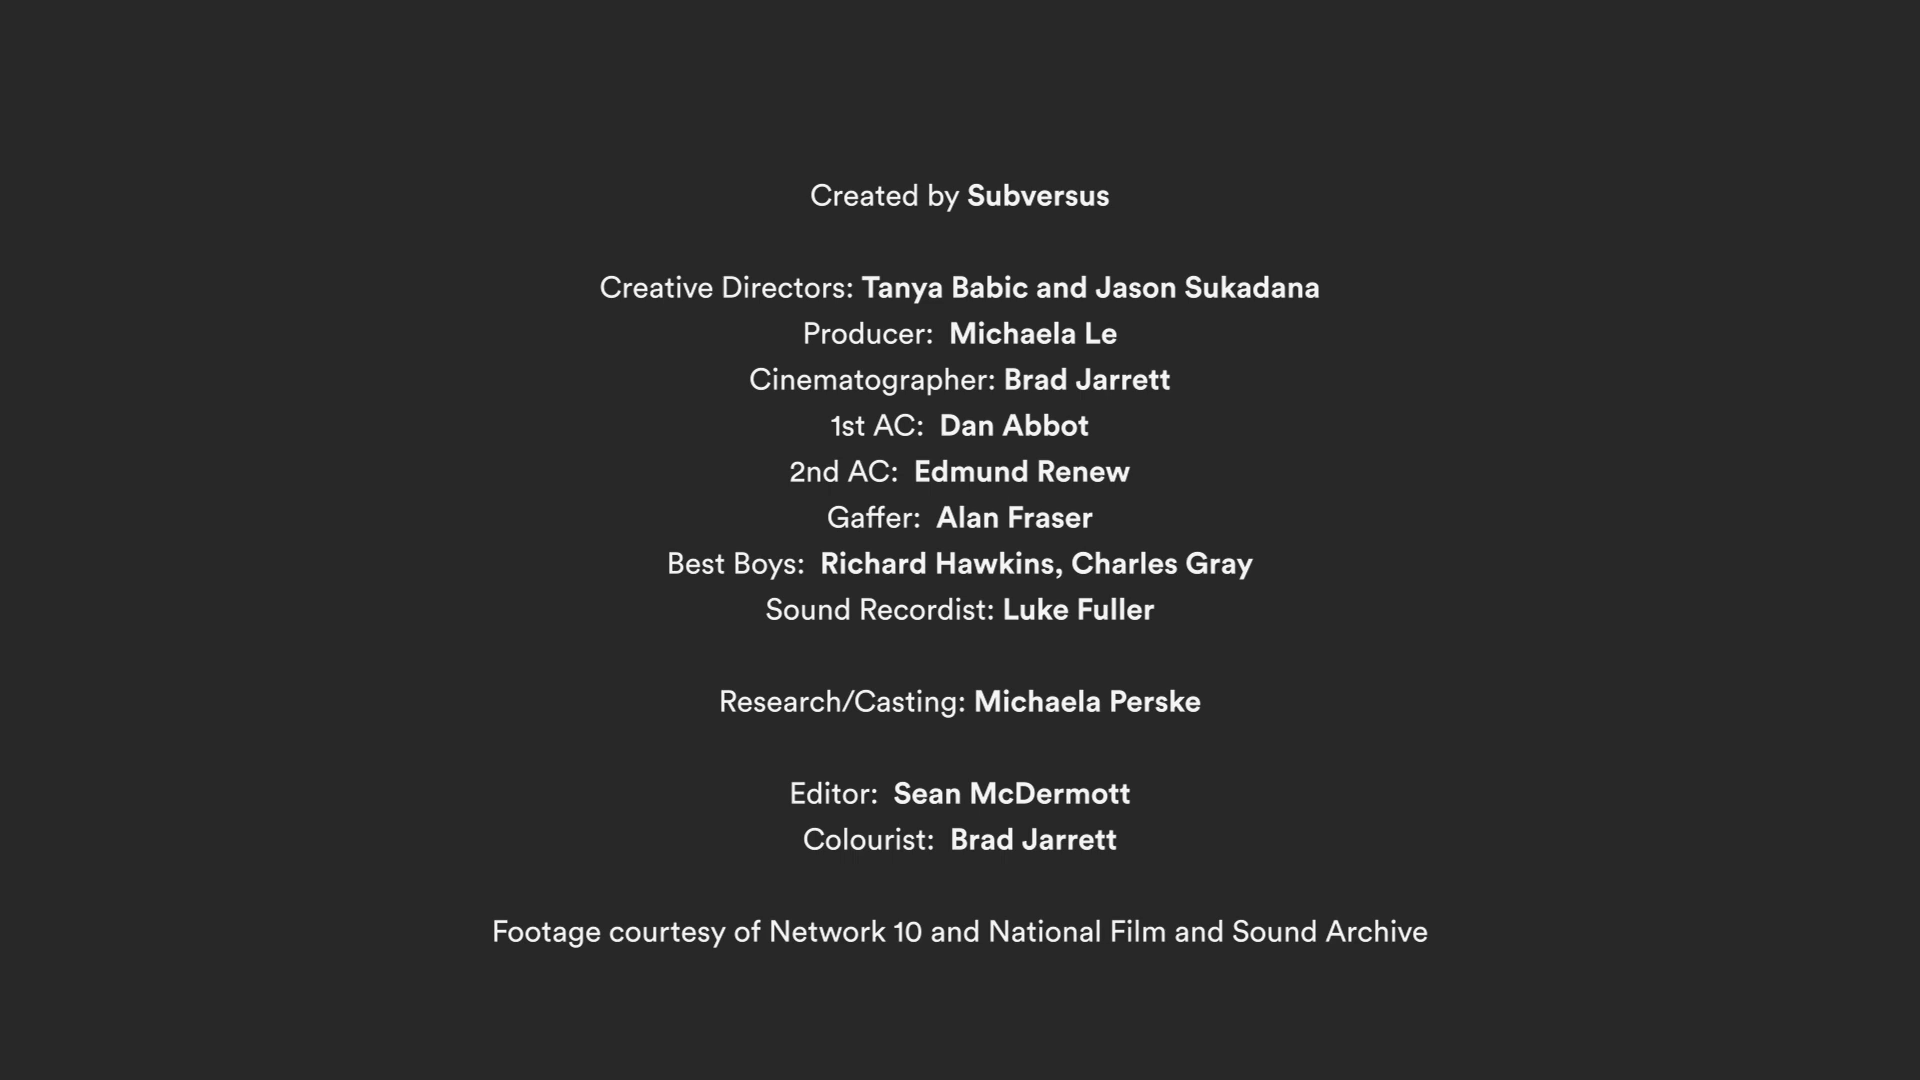 Created by Subversus
Creative Directors: Tanya Babic and Jason Sukadana
Producer: Michaela Le
Cinematographer: Brad Jarrett
1st AC: Dan Abbot
2nd AC: Edmund Renew
Gaffer: Alan Fraser
Best Boys: Richard Hawkins, Charles Gray
Sound Recordist: Luke Fuller
Research/Casting: Michaela Perske
Editor: Sean McDermott
Colourist: Brad Jarrett
Footage courtesy of Network 10 and National Film and Sound Archive